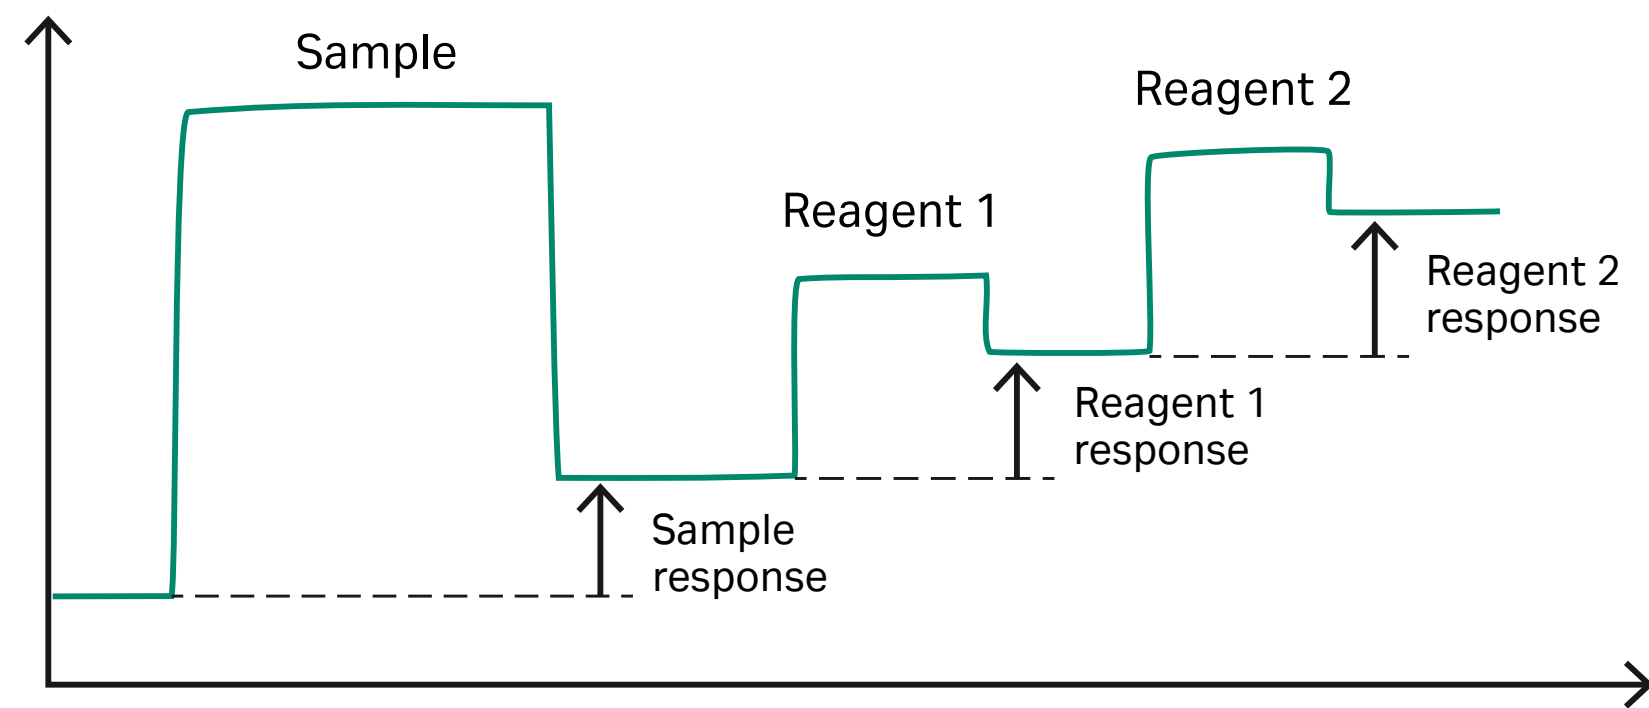 Sample
Reagent 2
Reagent 1
Reagent 2
response
Reagent 1
response
Sample
response